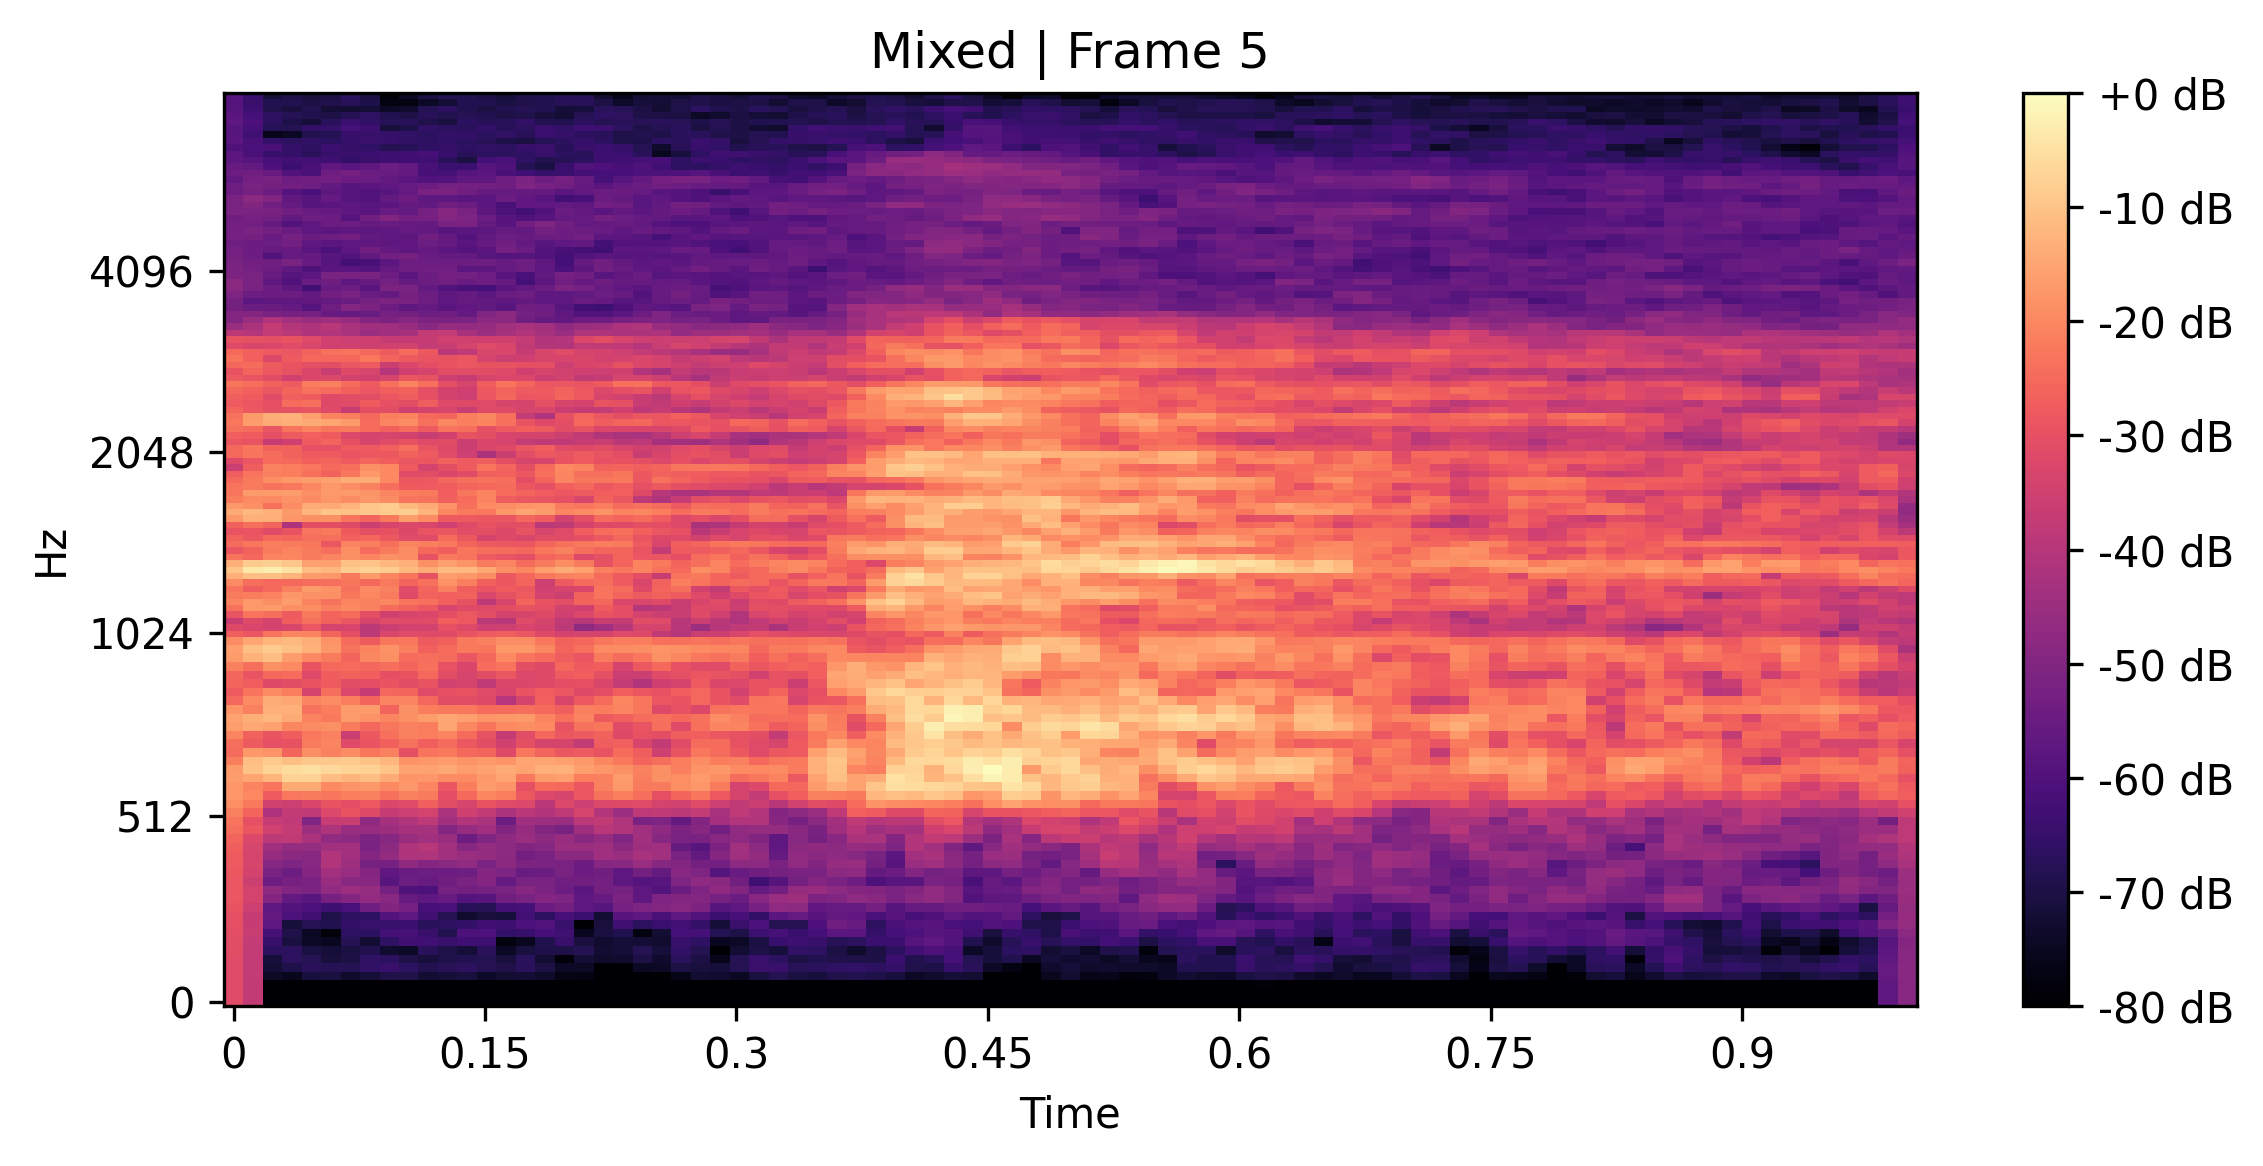 Mixed | Frame 5
Hz
4096
2048
1024
512
0
0 0.15 0.3 0.45 0.6 0.75 0.9
Time
+0 dB
-10 dB
-20 dB
-30 dB
-40 dB
-50 dB
-60 dB
-70 dB
-80 dB